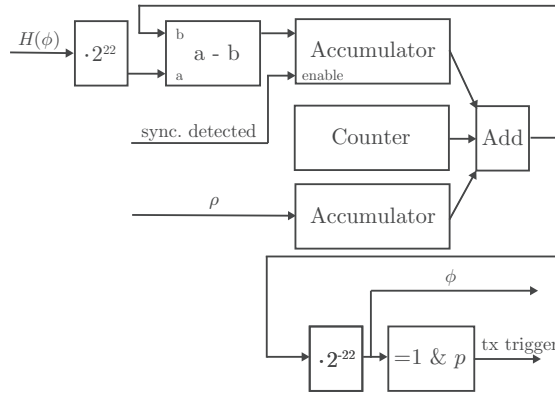 H(ϕ)
· 2²²
b
a
a - b
Accumulator
enable
sync. detected
Counter
Add
ρ
Accumulator
ϕ
· 2⁻²²
=1 & p
tx trigger